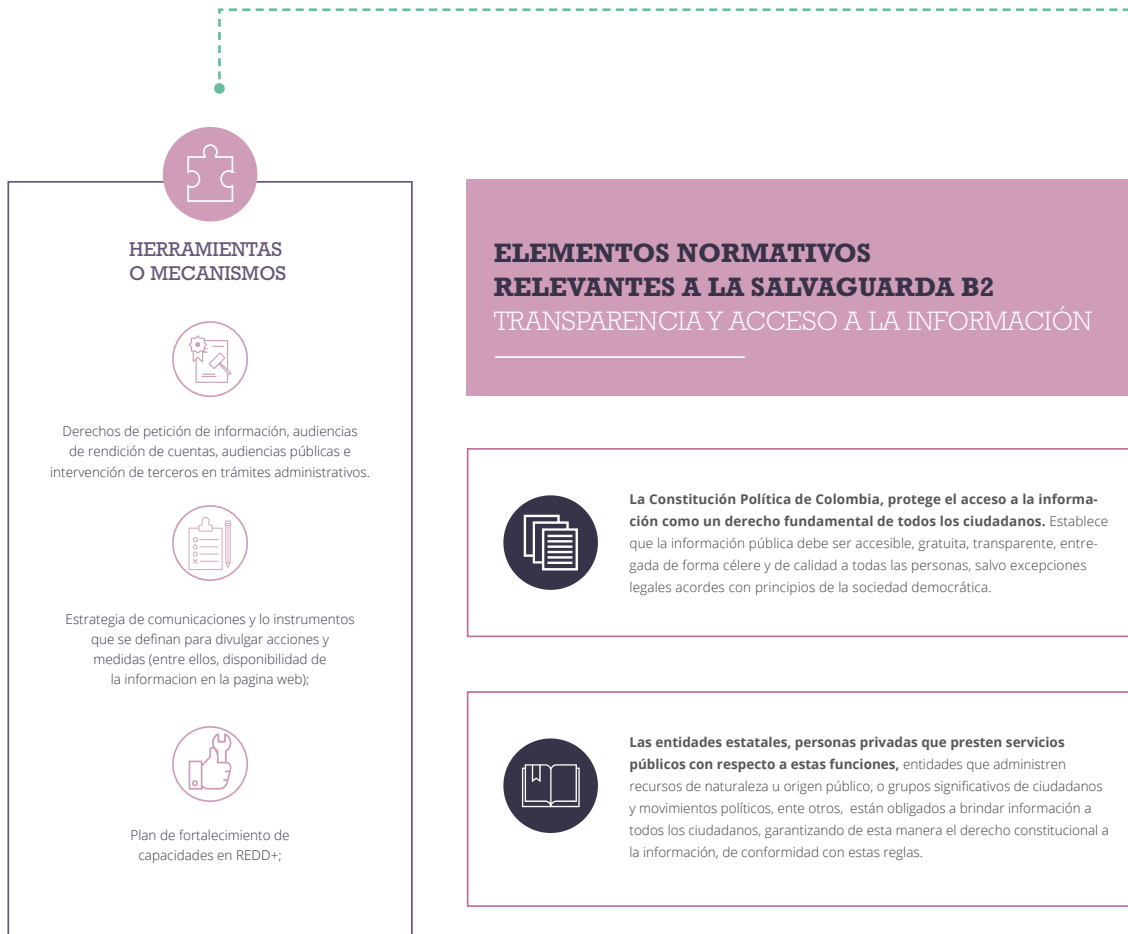 HERRAMIENTAS
O MECANISMOS
Derechos de petición de información, audiencias
de rendición de cuentas, audiencias públicas e
intervención de terceros en trámites administrativos.
Estrategia de comunicaciones y lo instrumentos
que se definan para divulgar acciones y
medidas (entre ellos, disponibilidad de
la informacion en la pagina web);
Plan de fortalecimiento de
capacidades en REDD+;
ELEMENTOS NORMATIVOS
RELEVANTES A LA SALVAGUARDA B2
TRANSPARENCIA Y ACCESO A LA INFORMACIÓN
La Constitución Política de Colombia, protege el acceso a la informa-
ción como un derecho fundamental de todos los ciudadanos. Establece
que la información pública debe ser accesible, gratuita, transparente, entre-
gada de forma célere y de calidad a todas las personas, salvo excepciones
legales acordes con principios de la sociedad democrática.
Las entidades estatales, personas privadas que presten servicios
públicos con respecto a estas funciones, entidades que administren
recursos de naturaleza u origen público, o grupos significativos de ciudadanos
y movimientos políticos, ente otros, están obligados a brindar información a
todos los ciudadanos, garantizando de esta manera el derecho constitucional a
la información, de conformidad con estas reglas.